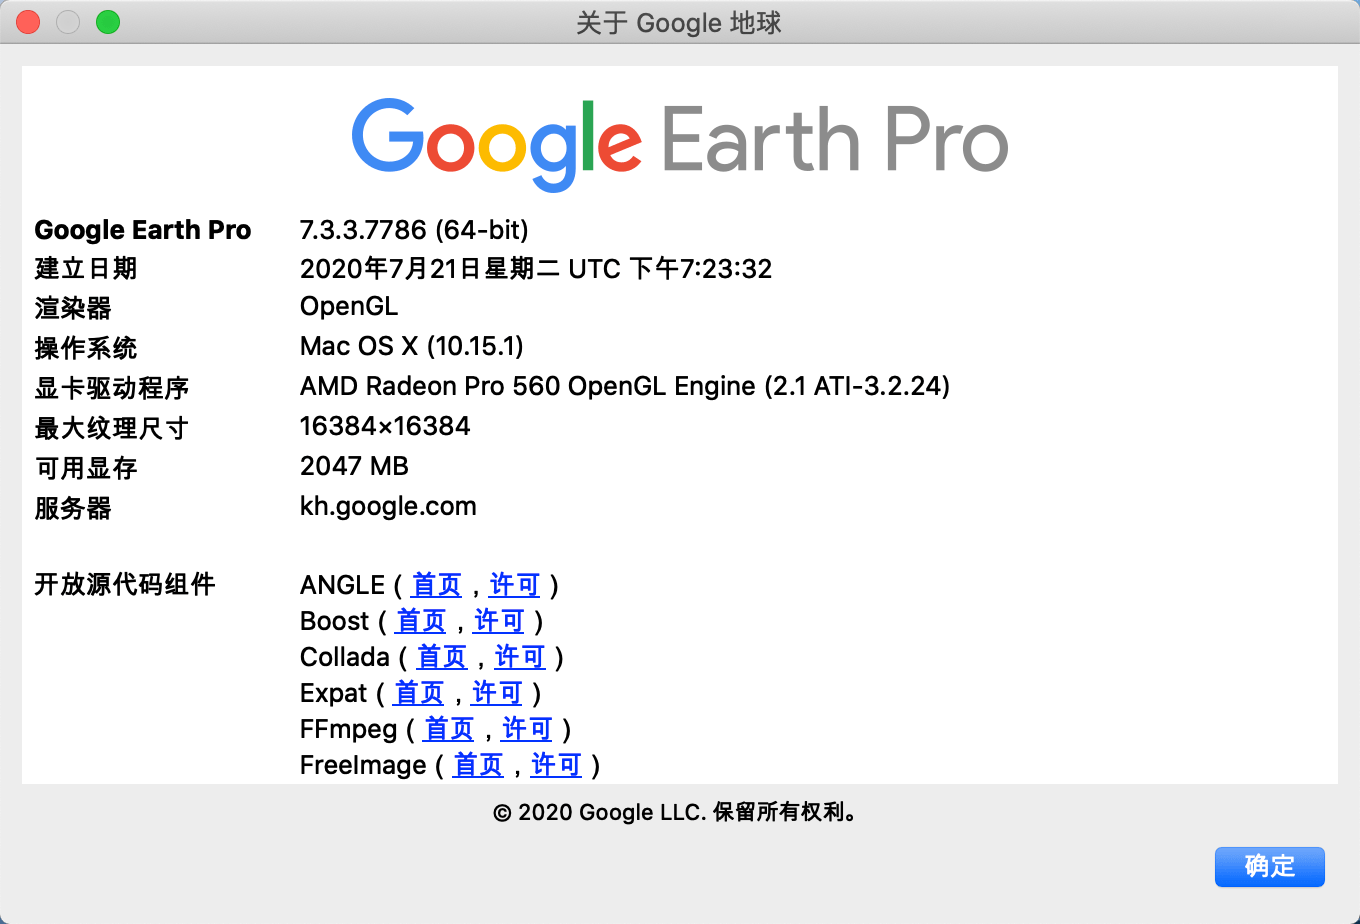 关于 Google 地球
Google Earth Pro
Google Earth Pro 7.3.3.7786 (64-bit)
建立日期 2020年7月21日星期二 UTC 下午7:23:32
渲染器 OpenGL
操作系统 Mac OS X (10.15.1)
显卡驱动程序 AMD Radeon Pro 560 OpenGL Engine (2.1 ATI-3.2.24)
最大纹理尺寸 16384×16384
可用显存 2047 MB
服务器 kh.google.com
开放源代码组件 ANGLE ( 首页 , 许可 )
Boost ( 首页 , 许可 )
Collada ( 首页 , 许可 )
Expat ( 首页 , 许可 )
FFmpeg ( 首页 , 许可 )
FreeImage ( 首页 , 许可 )
© 2020 Google LLC. 保留所有权利。
确定